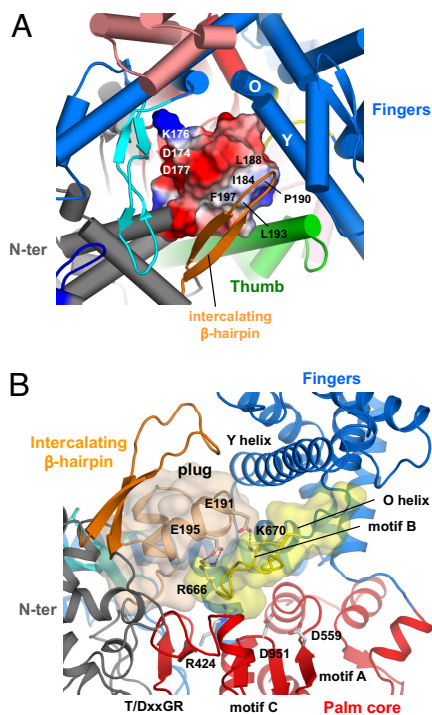 A
O
Fingers
K176
Y
D174
L188
D177
I184
F197
P190
L193
N-ter
Thumb
intercalating
β-hairpin
B
Fingers
Intercalating
β-hairpin
Y helix
plug
E191
O helix
K670
E195
motif B
R666
N-ter
D559
R424
D951
motif A
T/DxxGR
motif C
Palm core